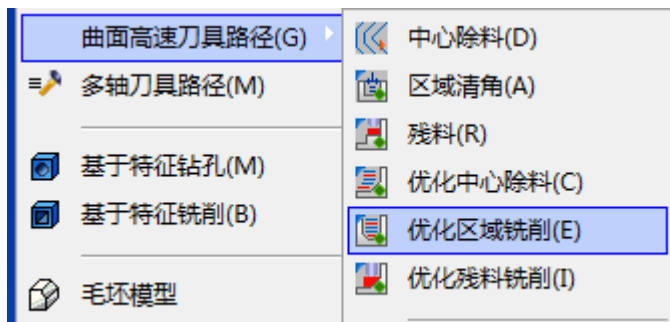 曲面高速刀具路径(G)
多轴刀具路径(M)
基于特征钻孔(M)
基于特征铣削(B)
毛坯模型
中心除料(D)
区域清角(A)
残料(R)
优化中心除料(C)
优化区域铣削(E)
优化残料铣削(I)